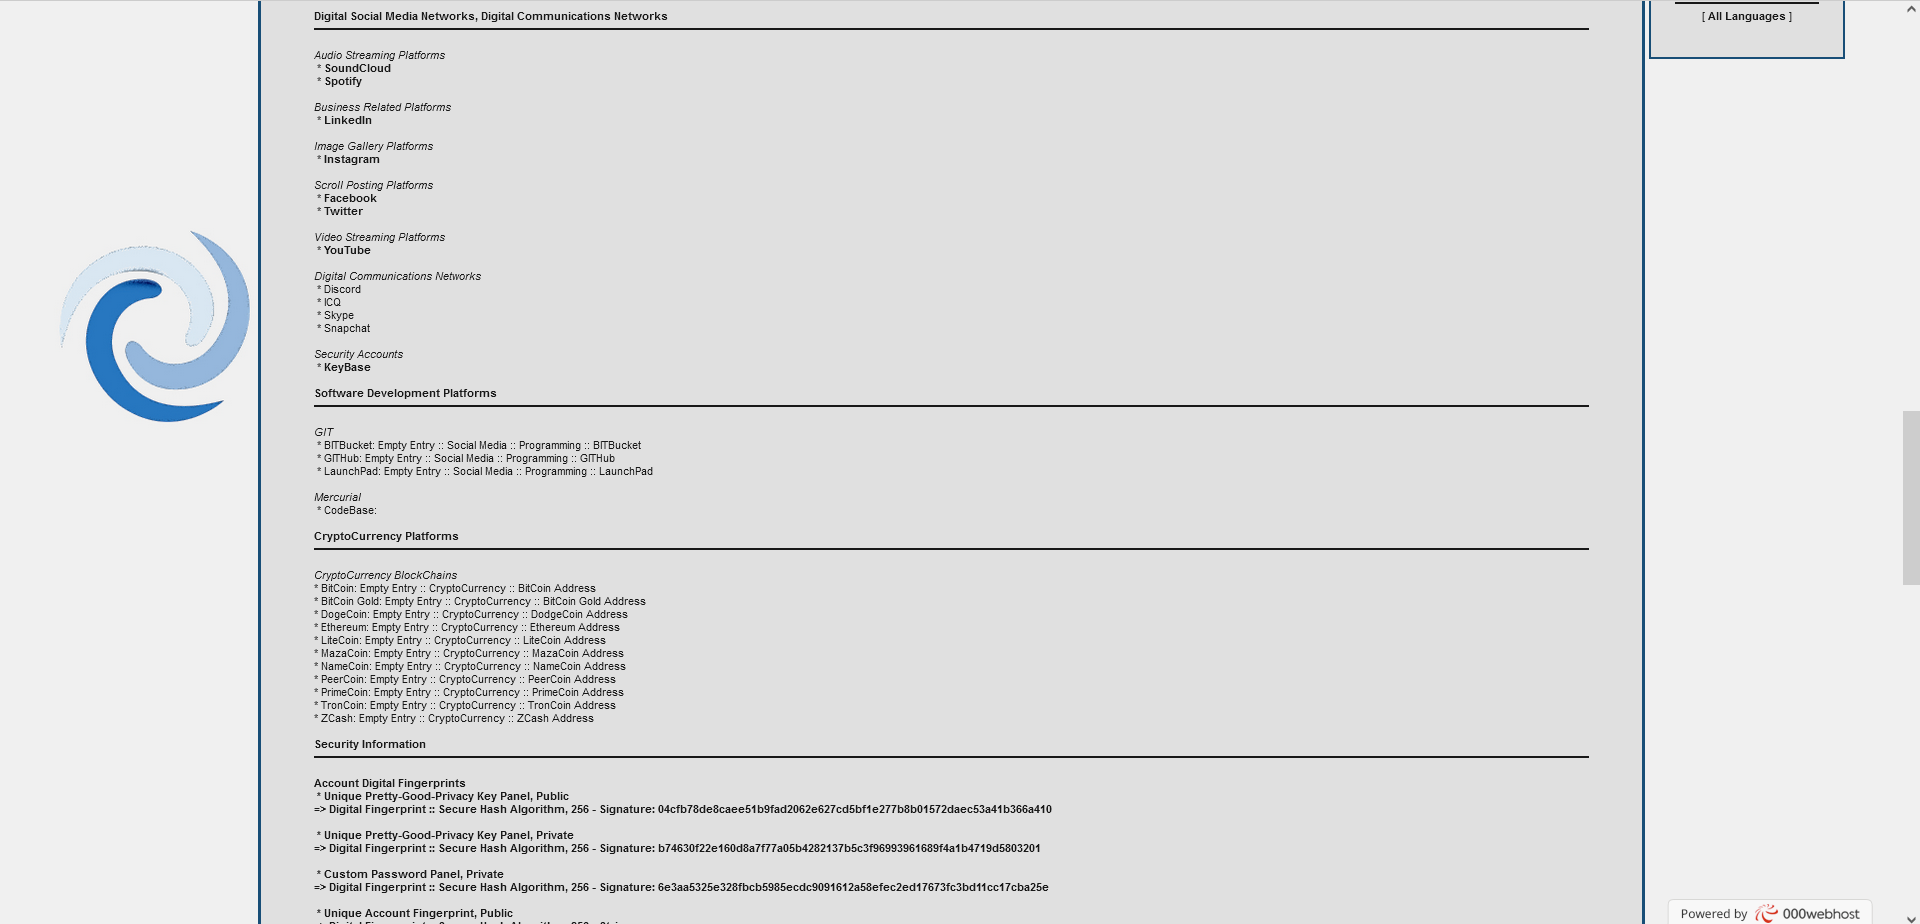 Digital Social Media Networks, Digital Communications Networks
[ All Languages ]
Audio Streaming Platforms
* SoundCloud
* Spotify
Business Related Platforms
* LinkedIn
Image Gallery Platforms
* Instagram
Scroll Posting Platforms
* Facebook
* Twitter
Video Streaming Platforms
* YouTube
Digital Communications Networks
* Discord
* ICQ
* Skype
* Snapchat
Security Accounts
* KeyBase
Software Development Platforms
GIT
* BITBucket: Empty Entry :: Social Media :: Programming :: BITBucket
* GITHub: Empty Entry :: Social Media :: Programming :: GITHub
* LaunchPad: Empty Entry :: Social Media :: Programming :: LaunchPad
Mercurial
* CodeBase:
CryptoCurrency Platforms
CryptoCurrency BlockChains
* BitCoin: Empty Entry :: CryptoCurrency :: BitCoin Address
* BitCoin Gold: Empty Entry :: CryptoCurrency :: BitCoin Gold Address
* DogeCoin: Empty Entry :: CryptoCurrency :: DodgeCoin Address
* Ethereum: Empty Entry :: CryptoCurrency :: Ethereum Address
* LiteCoin: Empty Entry :: CryptoCurrency :: LiteCoin Address
* MazaCoin: Empty Entry :: CryptoCurrency :: MazaCoin Address
* NameCoin: Empty Entry :: CryptoCurrency :: NameCoin Address
* PeerCoin: Empty Entry :: CryptoCurrency :: PeerCoin Address
* PrimeCoin: Empty Entry :: CryptoCurrency :: PrimeCoin Address
* TronCoin: Empty Entry :: CryptoCurrency :: TronCoin Address
* ZCash: Empty Entry :: CryptoCurrency :: ZCash Address
Security Information
Account Digital Fingerprints
* Unique Pretty-Good-Privacy Key Panel, Public
=> Digital Fingerprint :: Secure Hash Algorithm, 256 - Signature: 04cfb78de8caee51b9fad2062e627cd5bf1e277b8b01572daec53a41b366a410
* Unique Pretty-Good-Privacy Key Panel, Private
=> Digital Fingerprint :: Secure Hash Algorithm, 256 - Signature: b74630f22e160d8a7f77a05b4282137b5c3f96993961689f4a1b4719d5803201
* Custom Password Panel, Private
=> Digital Fingerprint :: Secure Hash Algorithm, 256 - Signature: 6e3aa5325e328fbcb5985ecdc9091612a58efec2ed17673fc3bd11cc17cba25e
* Unique Account Fingerprint, Public
Powered by 000webhost